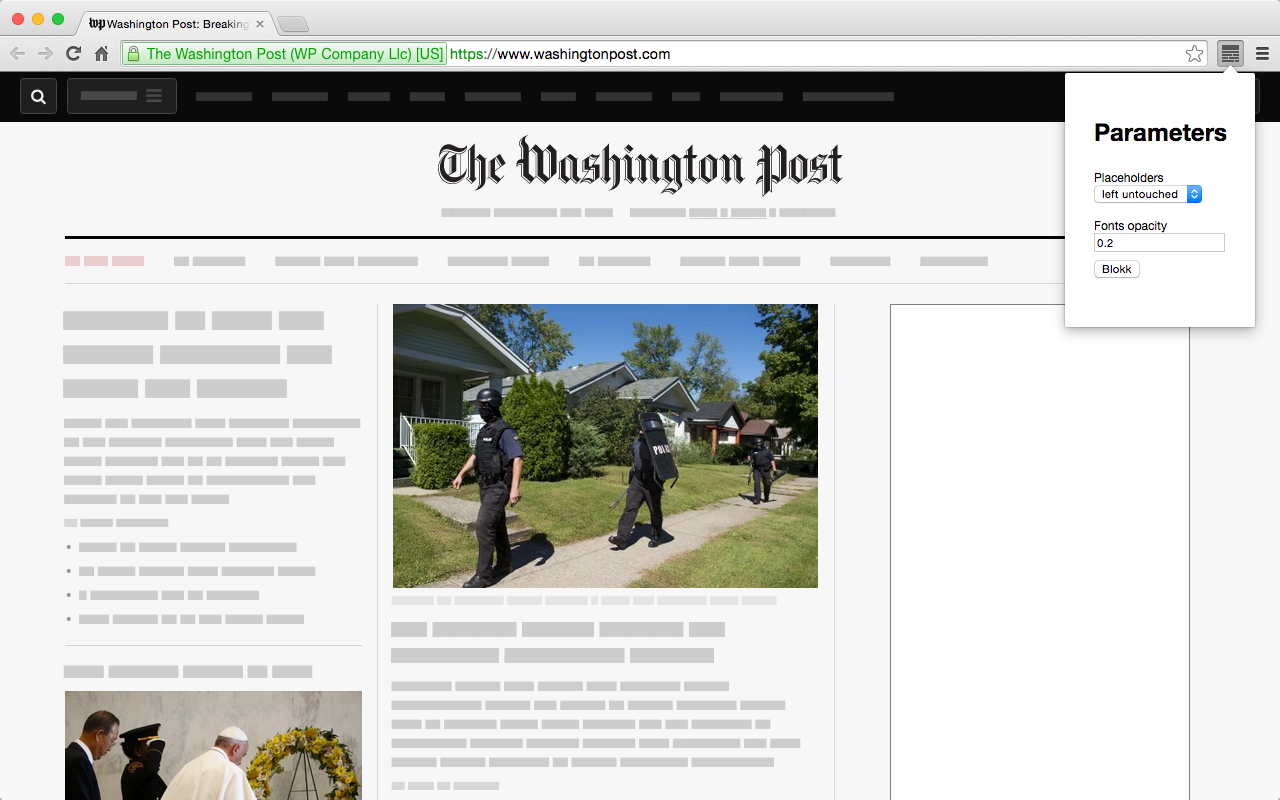 wp Washington Post: Breaking
The Washington Post (WP Company Llc) [US] https://www.washingtonpost.com
Parameters
The Washington Post
Placeholders
left untouched
Fonts opacity
0.2
Blokk
POLICE